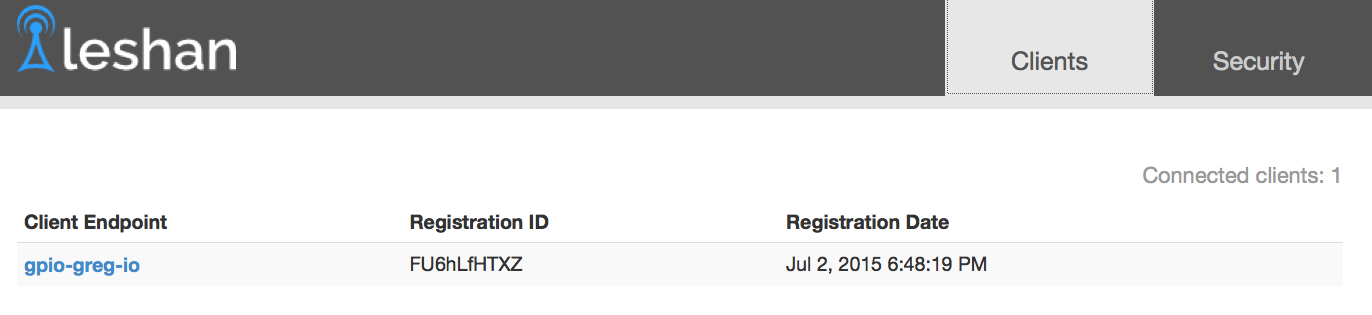 leshan
Clients Security
Connected clients: 1
Client Endpoint Registration ID Registration Date
gpio-greg-io FU6hLfHTXZ Jul 2, 2015 6:48:19 PM